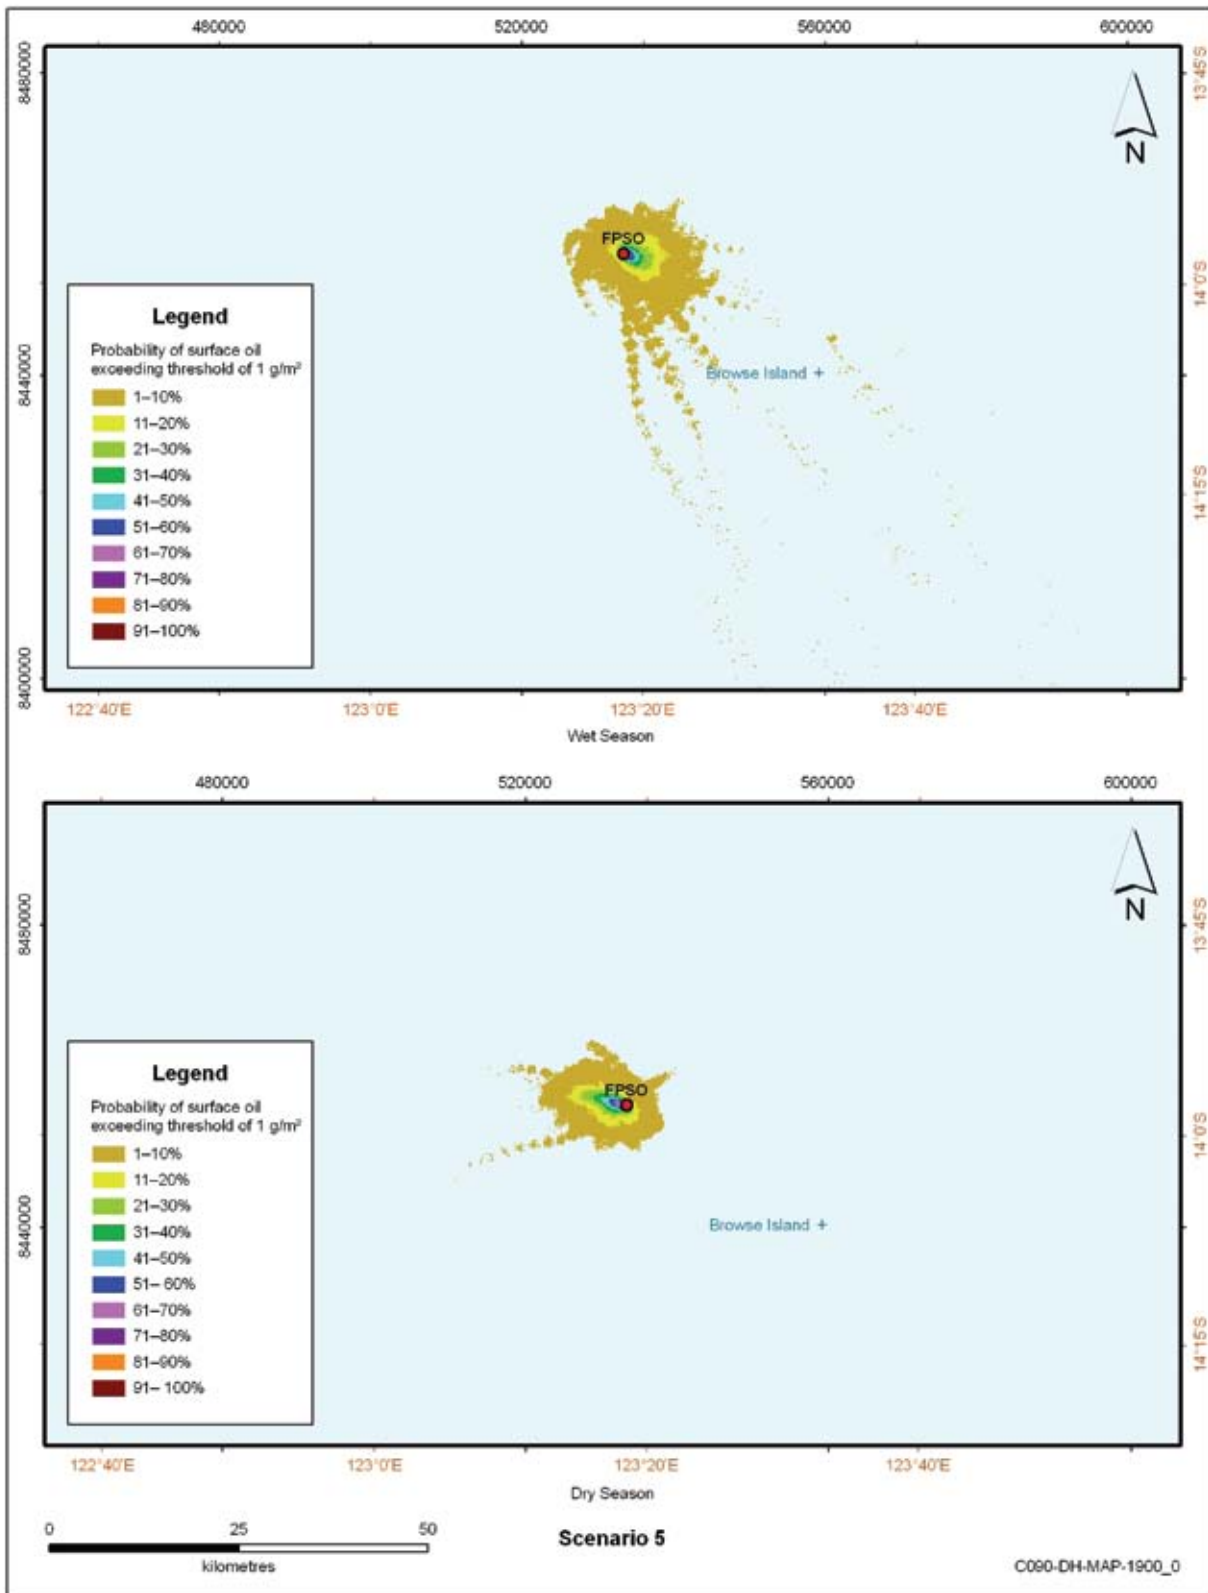 480000 520000 560000 600000
8480000
13°45'S
N
FPSO
14°0'S
Legend
Probability of surface oil
exceeding threshold of 1 g/m²
1–10%
11–20%
21–30%
31–40%
41–50%
51–60%
61–70%
71–80%
81–90%
91–100%
Browse Island
8440000
14°15'S
8400000
122°40'E 123°0'E 123°20'E 123°40'E
Wet Season
480000 520000 560000 600000
N
8480000
13°45'S
FPSO
14°0'S
Legend
Probability of surface oil
exceeding threshold of 1 g/m²
1–10%
11–20%
21–30%
31–40%
41–50%
51– 60%
61–70%
71–80%
81–90%
91– 100%
Browse Island
8440000
14°15'S
122°40'E 123°0'E 123°20'E 123°40'E
Dry Season
0 25 50
kilometres
Scenario 5
C090-DH-MAP-1900_0